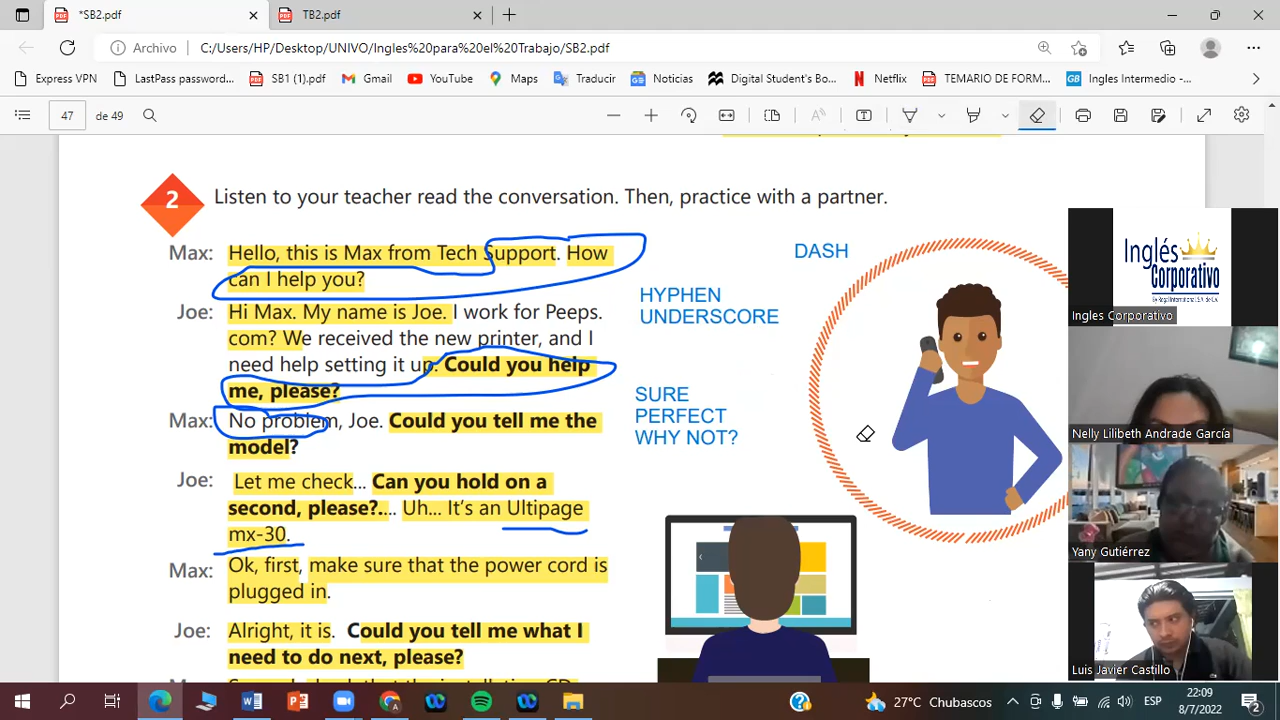 *SB2.pdf
TB2.pdf
Archivo
C:/Users/HP/Desktop/UNIVO/Ingles%20para%20el%20Trabajo/SB2.pdf
Express VPN
LastPass password...
SB1 (1).pdf
Gmail
YouTube
Maps
Traducir
Noticias
Digital Student's Bo...
Netflix
TEMARIO DE FORM...
Ingles Intermedio -...
47
de 49
2
Listen to your teacher read the conversation. Then, practice with a partner.
Max: Hello, this is Max from Tech Support. How
can I help you?
Joe: Hi Max. My name is Joe. I work for Peeps.
com? We received the new printer, and I
need help setting it up. Could you help
me, please?
Max: No problem, Joe. Could you tell me the
model?
Joe: Let me check... Can you hold on a
second, please?.... Uh... It's an Ultipage
mx-30.
Max: Ok, first, make sure that the power cord is
plugged in.
Joe: Alright, it is. Could you tell me what I
need to do next, please?
DASH
HYPHEN
UNDERSCORE
SURE
PERFECT
WHY NOT?
Inglés
Corporativo
Ingles Corporativo
Nelly Lilibeth Andrade García
Yany Gutiérrez
Luis Javier Castillo
27°C Chubascos
ESP
22:09
8/7/2022
2